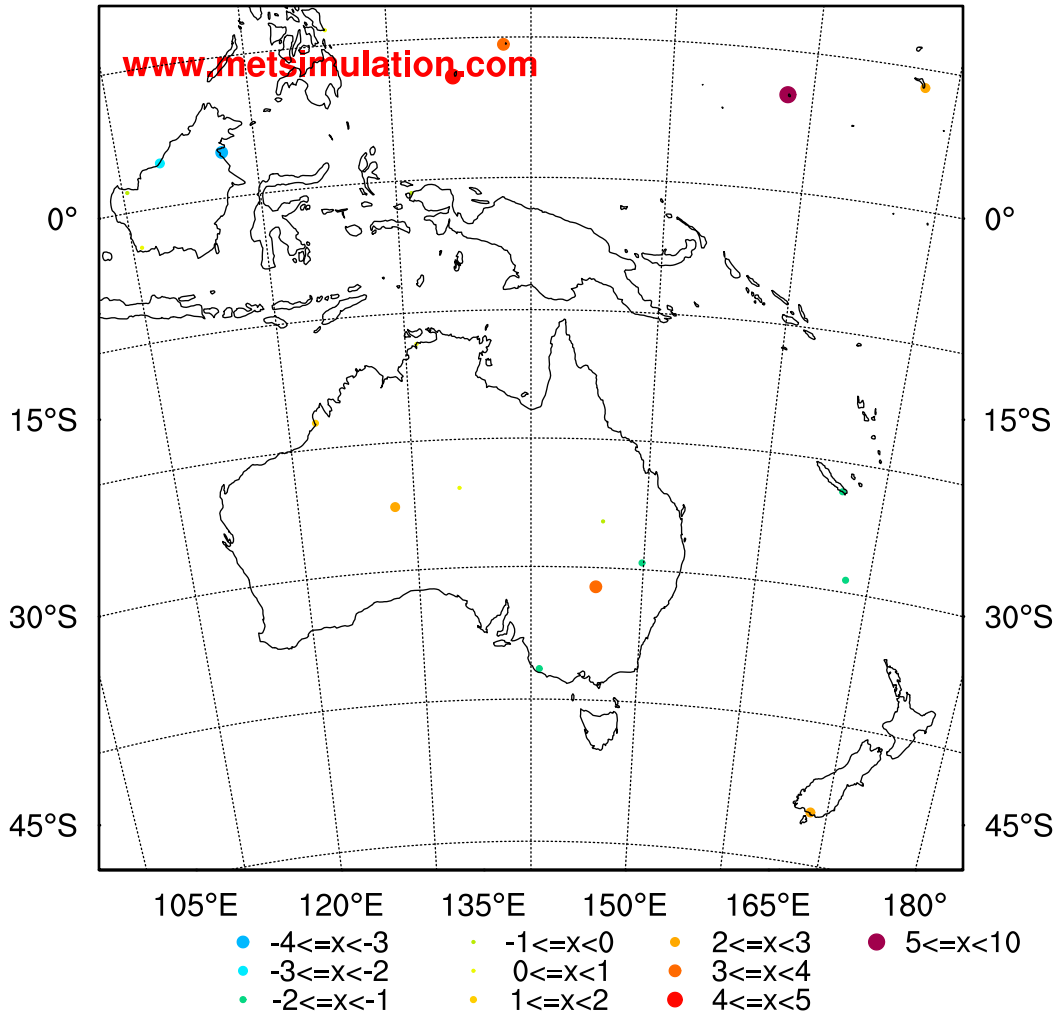 www.metsimulation.com
0° 0°
15°S 15°S
30°S 30°S
45°S 45°S
105°E 120°E 135°E 150°E 165°E 180°
-4<=x<-3 -1<=x<0 2<=x<3 5<=x<10
-3<=x<-2 0<=x<1 3<=x<4
-2<=x<-1 1<=x<2 4<=x<5